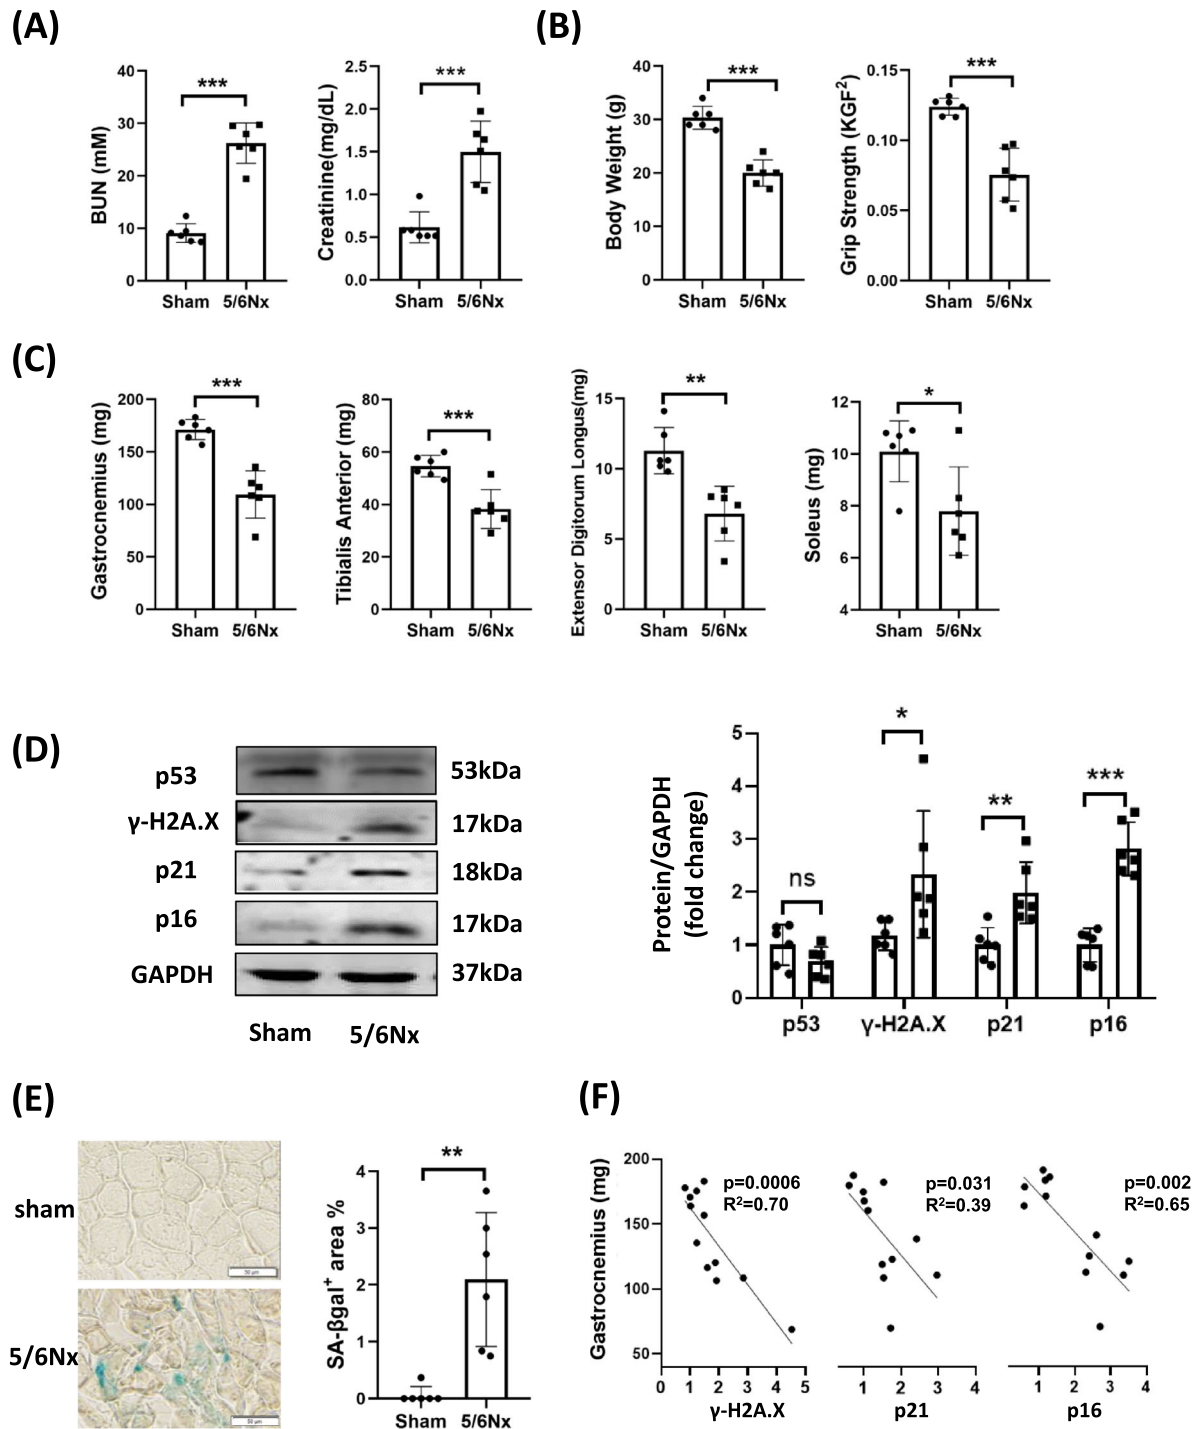 (A)
BUN (mM)
40
30
20
10
0
***
Sham 5/6Nx
Creatinine(mg/dL)
2.5
2.0
1.5
1.0
0.5
0.0
***
Sham 5/6Nx
(B)
Body Weight (g)
40
30
20
10
0
***
Sham 5/6Nx
Grip Strength (KGF²)
0.15
0.10
0.05
0.00
***
Sham 5/6Nx
(C)
Gastrocnemius (mg)
200
150
100
50
0
***
Sham 5/6Nx
Tibialis Anterior (mg)
80
60
40
20
0
***
Sham 5/6Nx
Extensor Digitorum Longus(mg)
15
10
5
0
**
Sham 5/6Nx
Soleus (mg)
12
10
8
6
4
*
Sham 5/6Nx
(D)
p53 53kDa
γ-H2A.X 17kDa
p21 18kDa
p16 17kDa
GAPDH 37kDa
Sham 5/6Nx
Protein/GAPDH
(fold change)
5
4
3
2
1
0
ns
*
**
***
p53 γ-H2A.X p21 p16
(E)
sham
50 µm
5/6Nx
50 µm
SA-βgal⁺ area %
4
3
2
1
0
**
Sham 5/6Nx
(F)
Gastrocnemius (mg)
200
150
100
50
p=0.0006
R²=0.70
0 1 2 3 4 5
γ-H2A.X
p=0.031
R²=0.39
1 2 3 4
p21
p=0.002
R²=0.65
1 2 3 4
p16